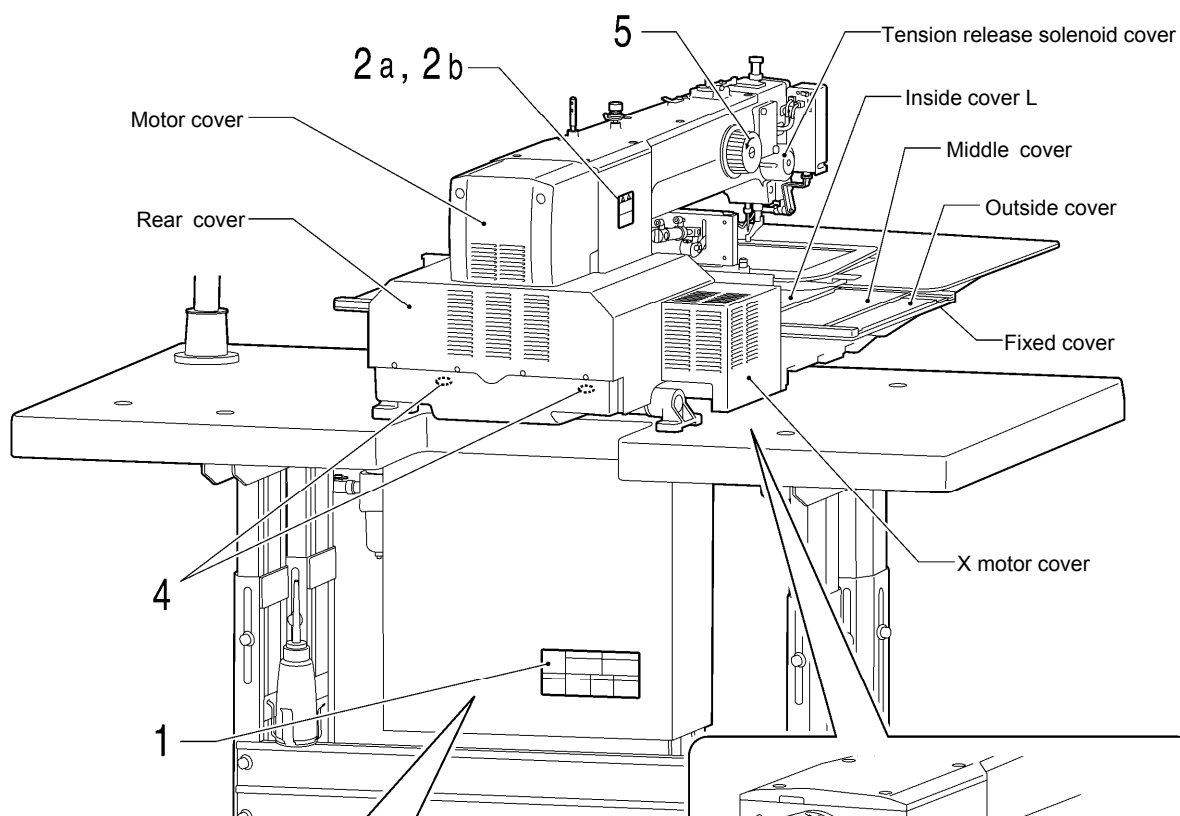 5
Tension release solenoid cover
2a, 2b
Inside cover L
Motor cover
Middle cover
Rear cover
Outside cover
Fixed cover
4
X motor cover
1